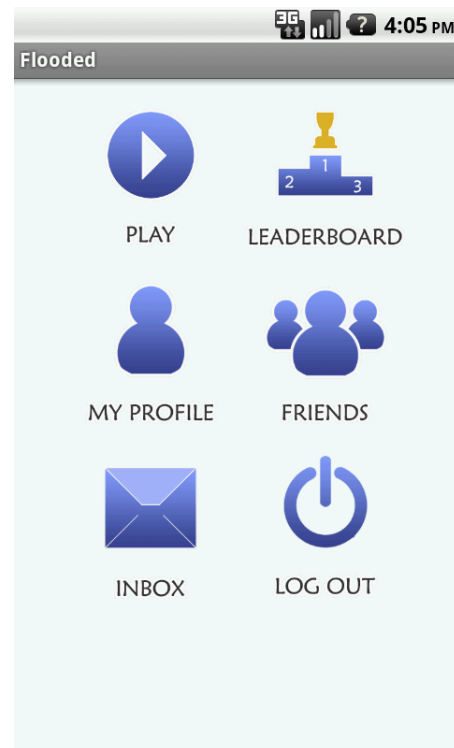 3G ? 4:05 PM
Flooded
1
2 3
PLAY LEADERBOARD
MY PROFILE FRIENDS
INBOX LOG OUT